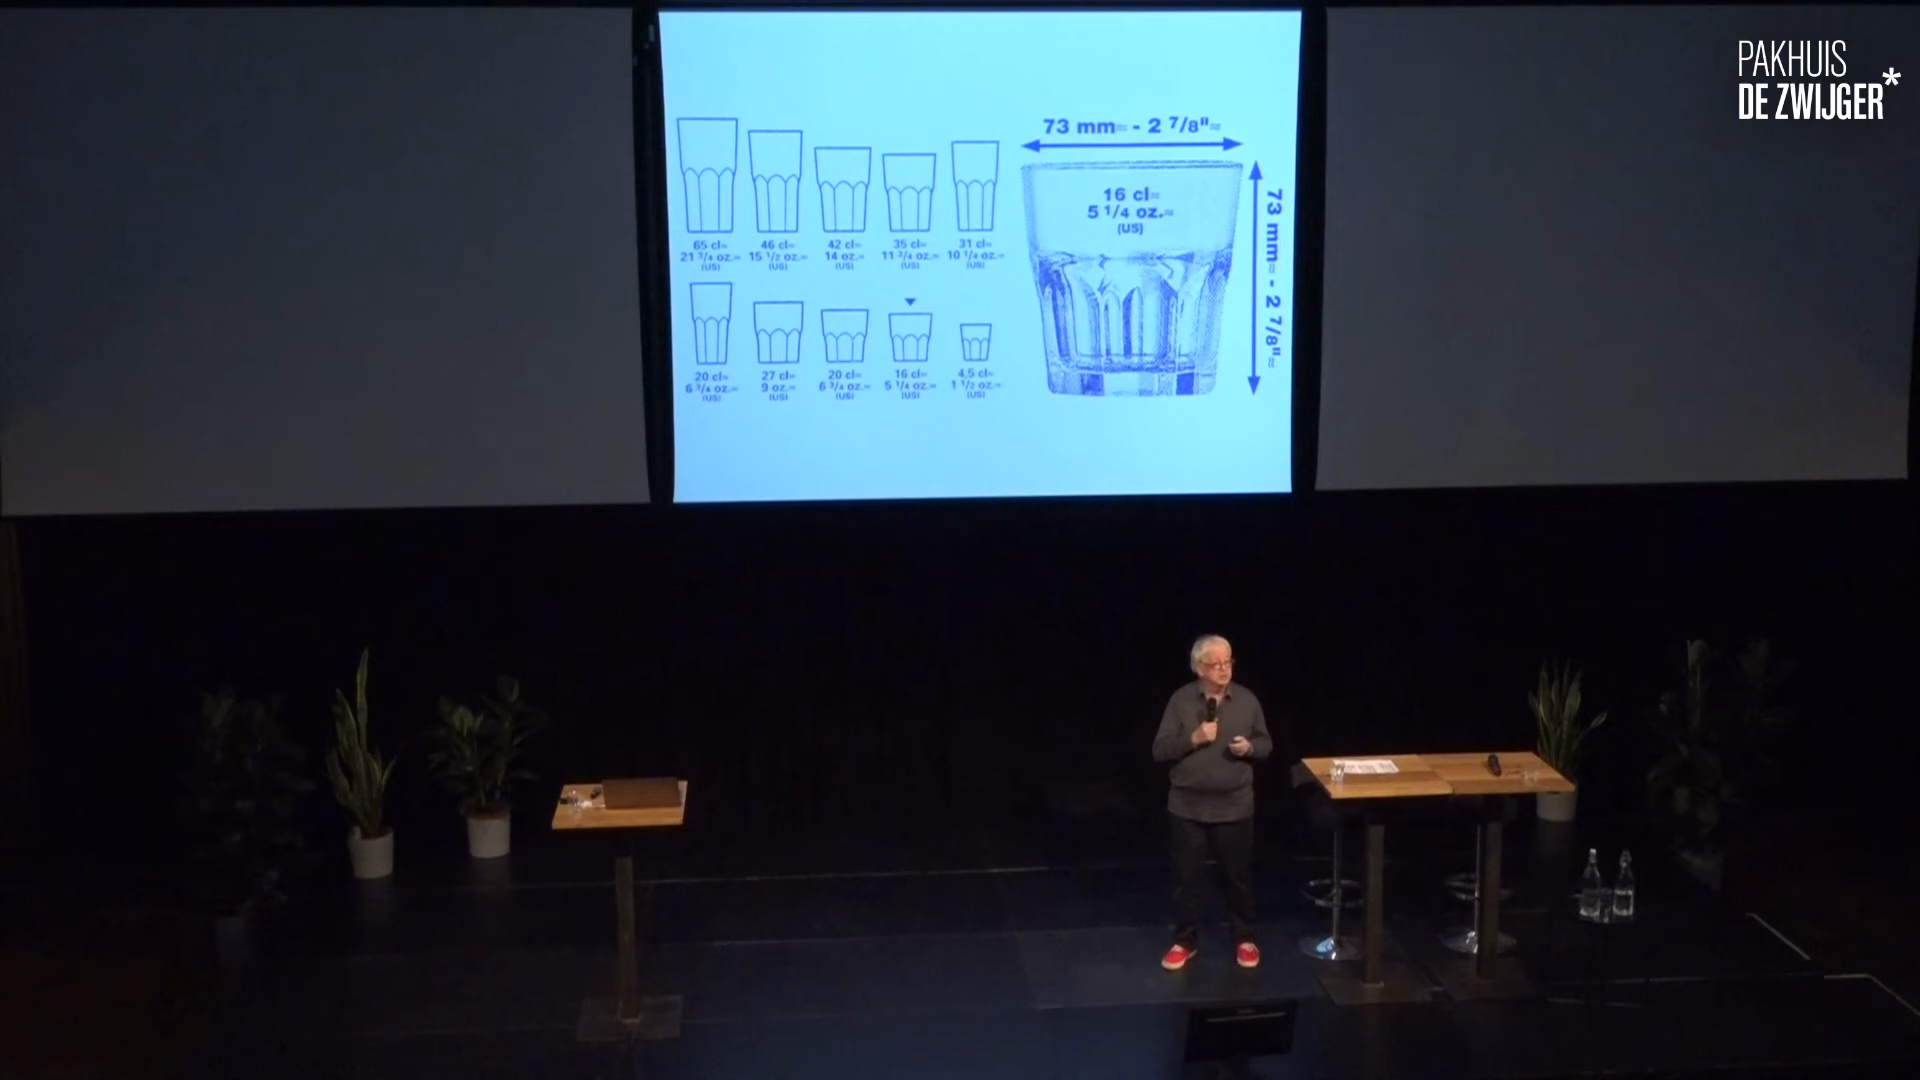 PAKHUIS
DE ZWIJGER*
73 mm≈ - 2 7/8"≈
16 cl≈
5 1/4 oz.≈
(US)
73 mm≈ - 2 7/8"≈
65 cl≈
21 3/4 oz.≈
(US)
46 cl≈
15 1/2 oz.≈
(US)
42 cl≈
14 oz.≈
(US)
35 cl≈
11 3/4 oz.≈
(US)
31 cl≈
10 1/4 oz.≈
(US)
20 cl≈
6 3/4 oz.≈
(US)
27 cl≈
9 oz.≈
(US)
20 cl≈
6 3/4 oz.≈
(US)
16 cl≈
5 1/4 oz.≈
(US)
4,5 cl≈
1 1/2 oz.≈
(US)